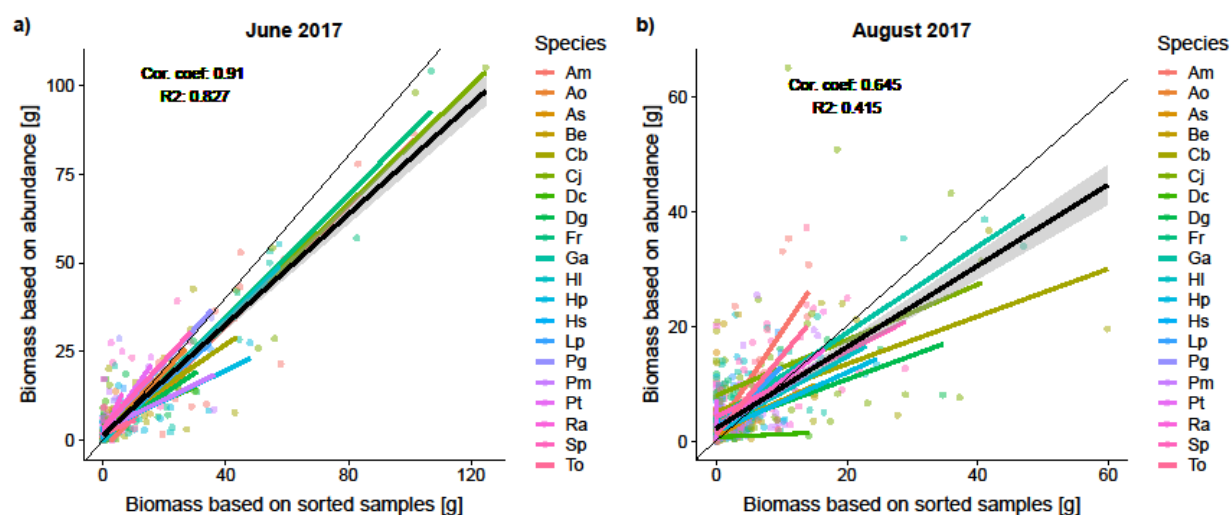 a)
June 2017
Cor. coef: 0.91
R2: 0.827
Biomass based on abundance [g]
100
75
50
25
0
0
40
80
120
Biomass based on sorted samples [g]
Species
Am
Ao
As
Be
Cb
Cj
Dc
Dg
Fr
Ga
Hl
Hp
Hs
Lp
Pg
Pm
Pt
Ra
Sp
To
b)
August 2017
Cor. coef: 0.645
R2: 0.415
Biomass based on abundance [g]
60
40
20
0
0
20
40
60
Biomass based on sorted samples [g]
Species
Am
Ao
As
Be
Cb
Cj
Dc
Dg
Fr
Ga
Hl
Hp
Hs
Lp
Pg
Pm
Pt
Ra
Sp
To